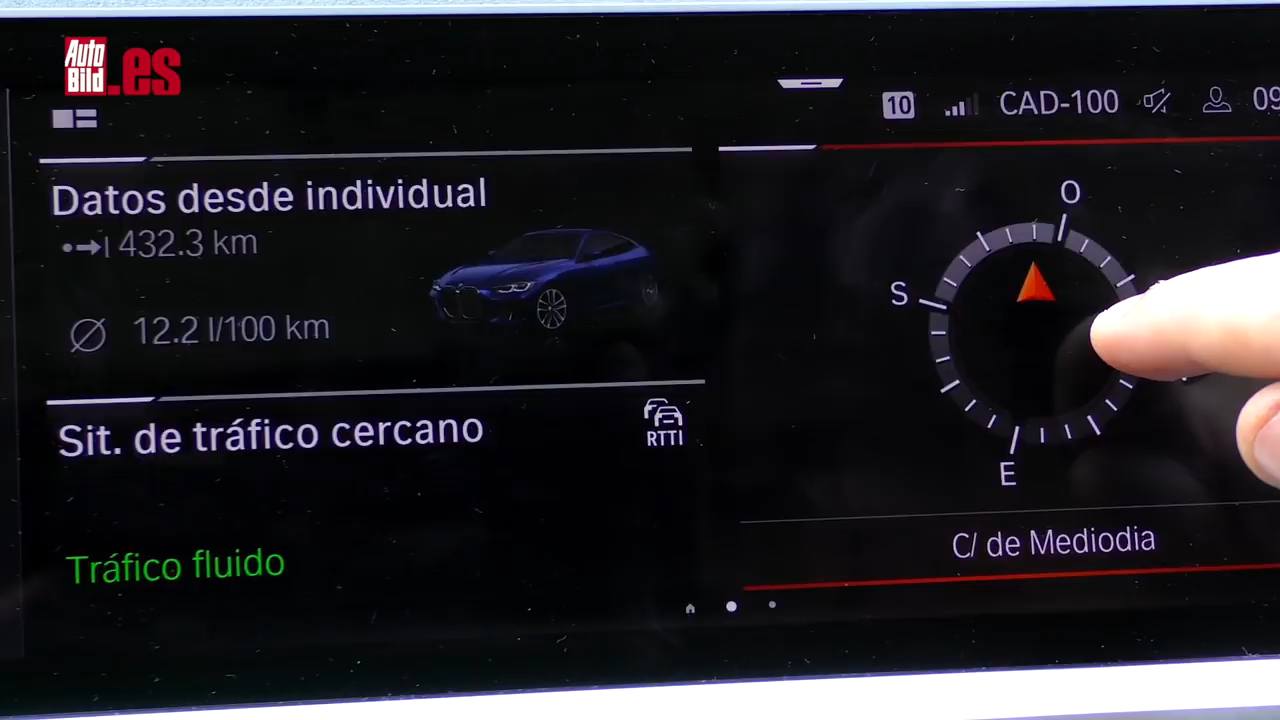 Auto
Bild
.es
10
CAD-100
Datos desde individual
432.3 km
12.2 l/100 km
Sit. de tráfico cercano
RTTI
Tráfico fluido
O
S
E
C/ de Mediodia